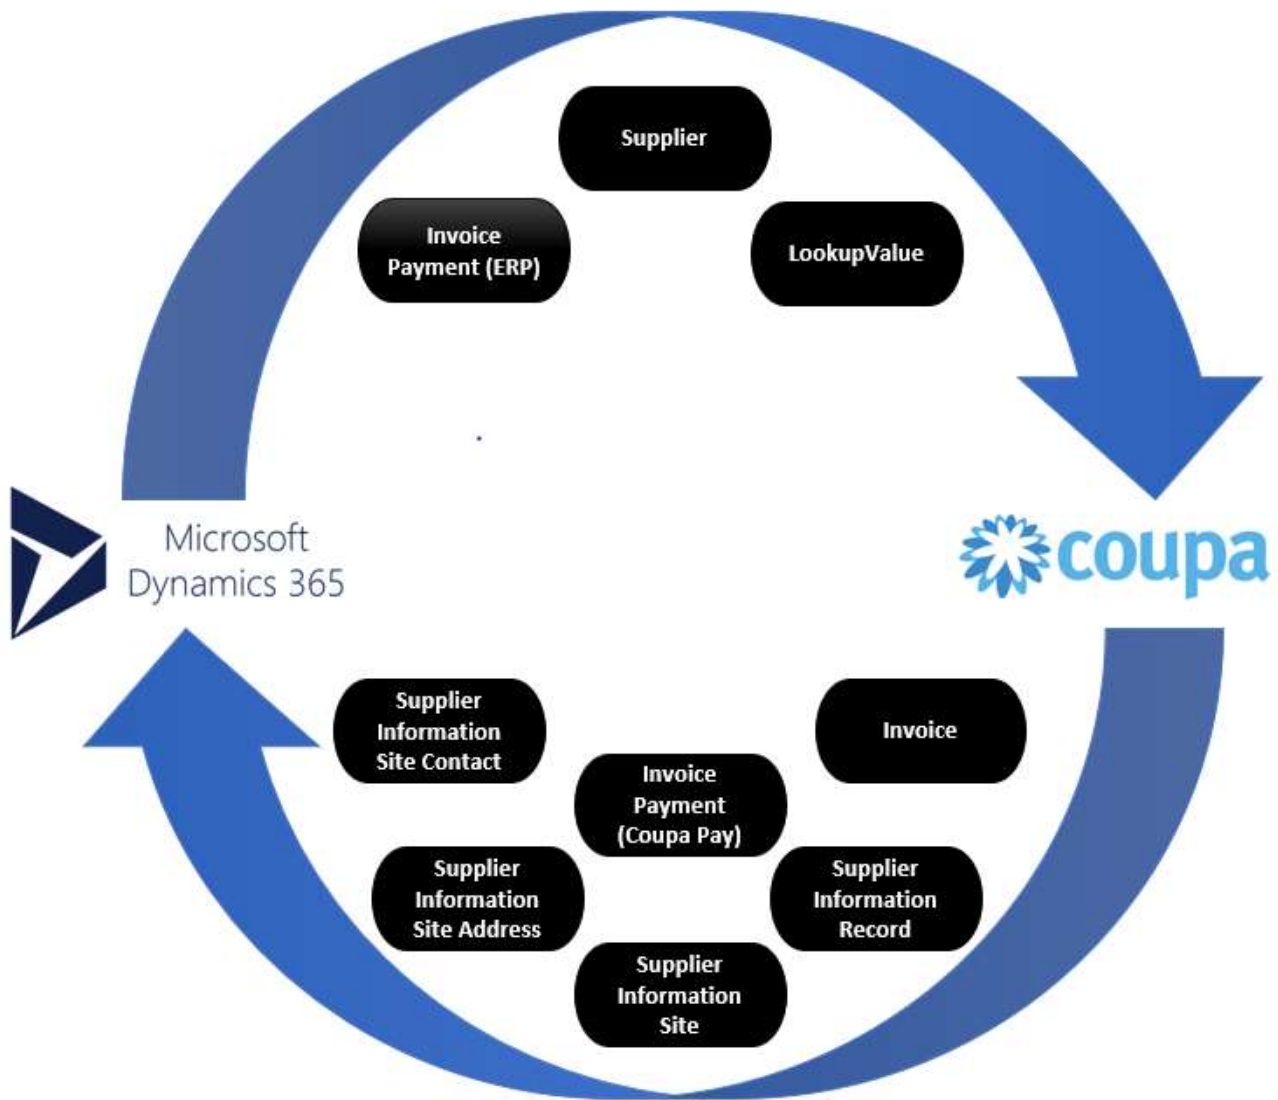 Supplier
Invoice
Payment (ERP)
LookupValue
Microsoft
Dynamics 365
coupa
Supplier
Information
Site Contact
Invoice
Invoice
Payment
(Coupa Pay)
Supplier
Information
Site Address
Supplier
Information
Record
Supplier
Information
Site